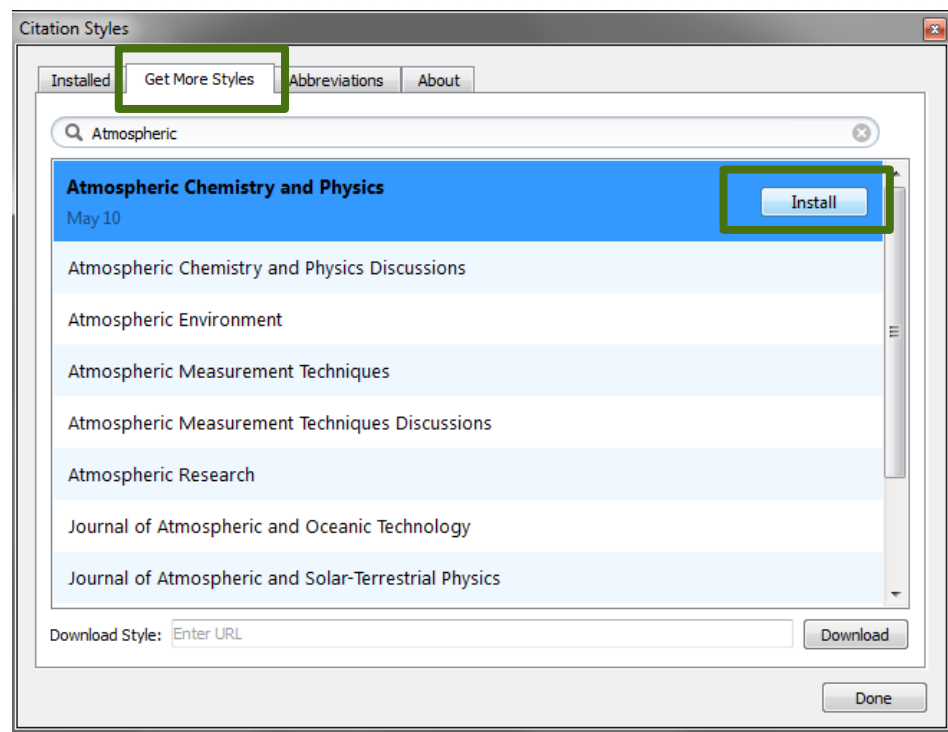 Citation Styles
Installed Get More Styles Abbreviations About
Atmospheric
Atmospheric Chemistry and Physics
May 10
Install
Atmospheric Chemistry and Physics Discussions
Atmospheric Environment
Atmospheric Measurement Techniques
Atmospheric Measurement Techniques Discussions
Atmospheric Research
Journal of Atmospheric and Oceanic Technology
Journal of Atmospheric and Solar-Terrestrial Physics
Download Style: Enter URL Download
Done